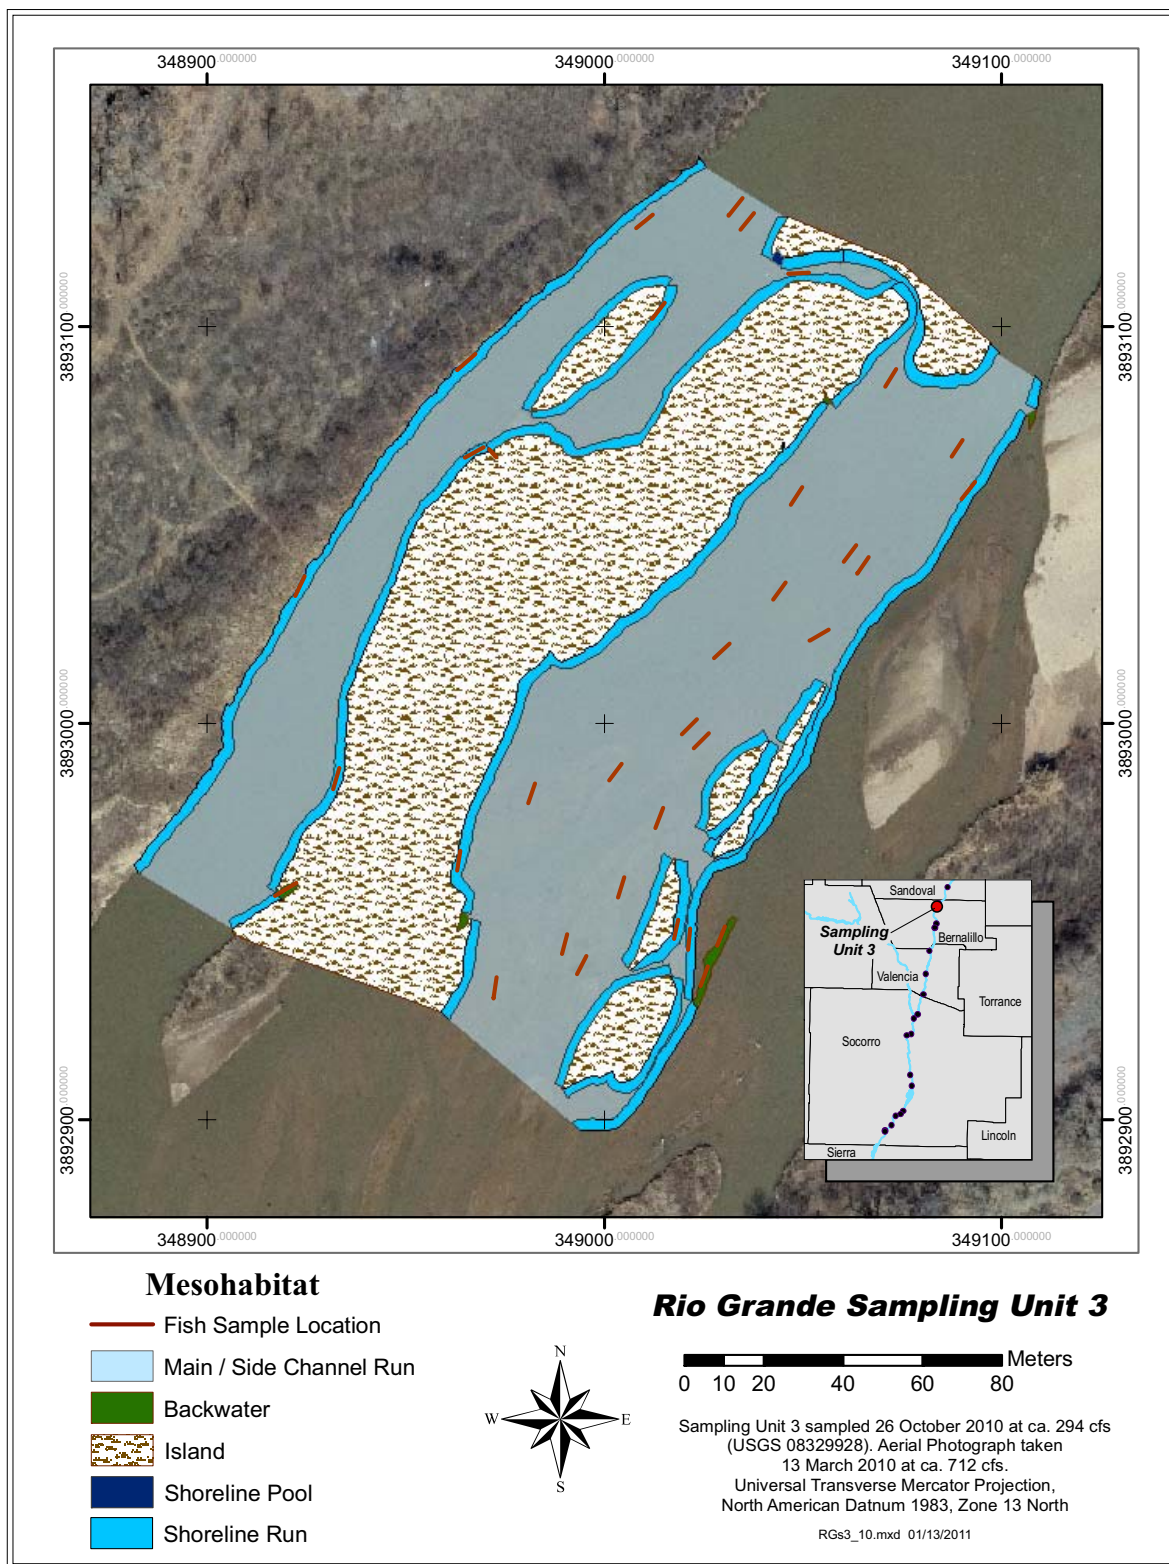 348900.000000 349000.000000 349100.000000
3893100.000000 3893100.000000
3893000.000000 3893000.000000
3892900.000000 3892900.000000
Sandoval
Sampling
Unit 3
Bernalillo
Valencia
Torrance
Socorro
Lincoln
Sierra
348900.000000 349000.000000 349100.000000
Mesohabitat
Fish Sample Location
Main / Side Channel Run
Backwater
Island
Shoreline Pool
Shoreline Run
N
W E
S
Rio Grande Sampling Unit 3
Meters
0 10 20 40 60 80
Sampling Unit 3 sampled 26 October 2010 at ca. 294 cfs
(USGS 08329928). Aerial Photograph taken
13 March 2010 at ca. 712 cfs.
Universal Transverse Mercator Projection,
North American Datnum 1983, Zone 13 North
RGs3_10.mxd 01/13/2011